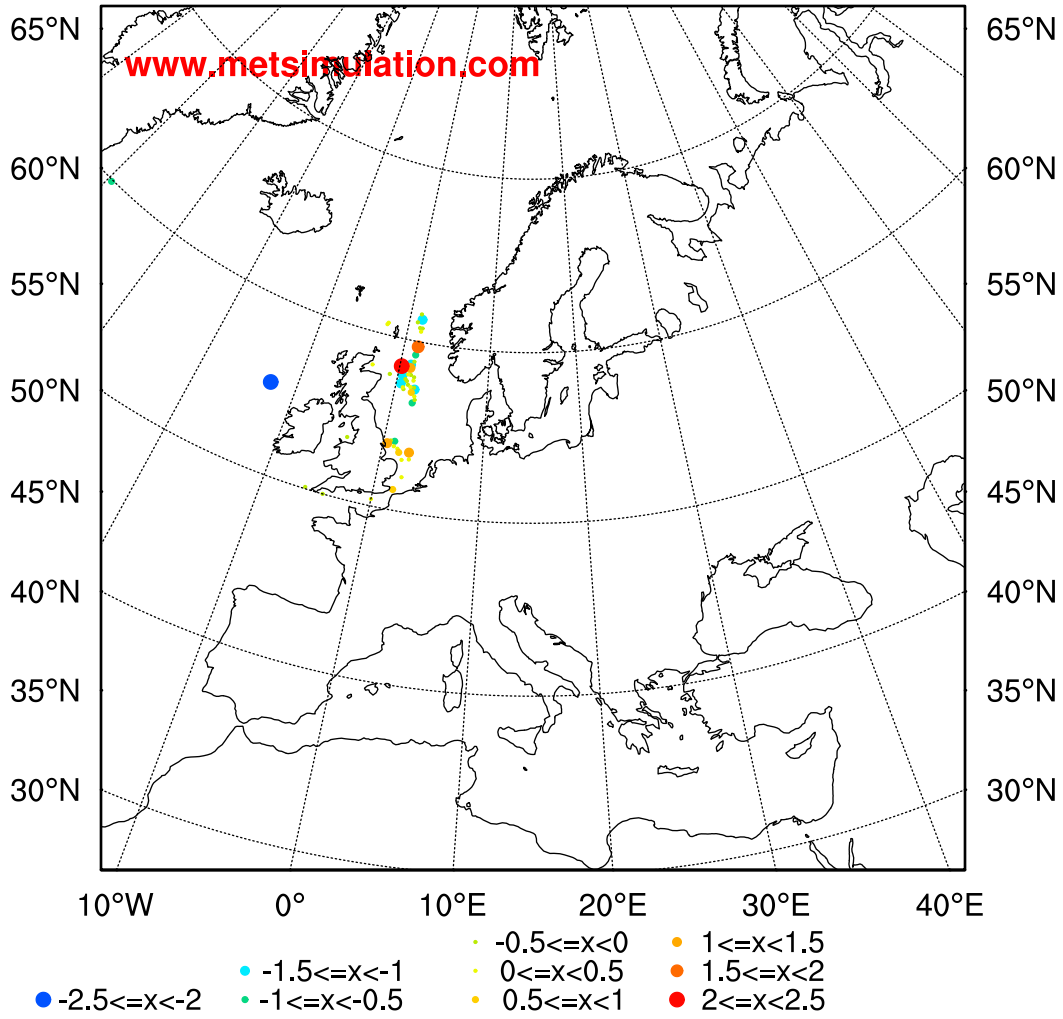 65°N 65°N
www.metsimulation.com
60°N 60°N
55°N 55°N
50°N 50°N
45°N 45°N
40°N 40°N
35°N 35°N
30°N 30°N
10°W 0° 10°E 20°E 30°E 40°E
-0.5<=x<0 1<=x<1.5
-1.5<=x<-1 0<=x<0.5 1.5<=x<2
-2.5<=x<-2 -1<=x<-0.5 0.5<=x<1 2<=x<2.5